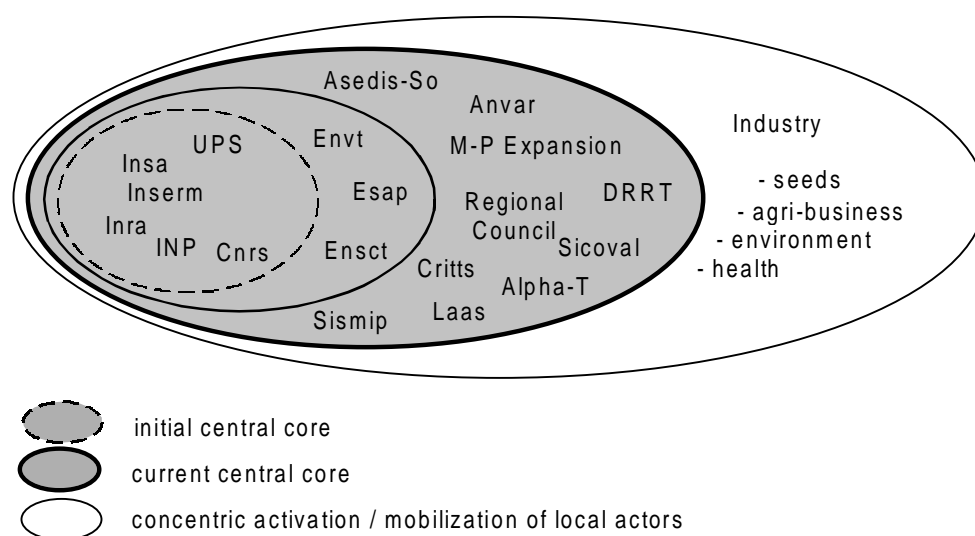 Asedis-So
Anvar
Industry
UPS
Envt
M-P Expansion
Insa
Inserm
Esap
Regional
Council
DRRT
- seeds
- agri-business
- environment
- health
Inra
INP
Cnrs
Ensct
Sicoval
Critts
Alpha-T
Sismip
Laas
initial central core
current central core
concentric activation / mobilization of local actors